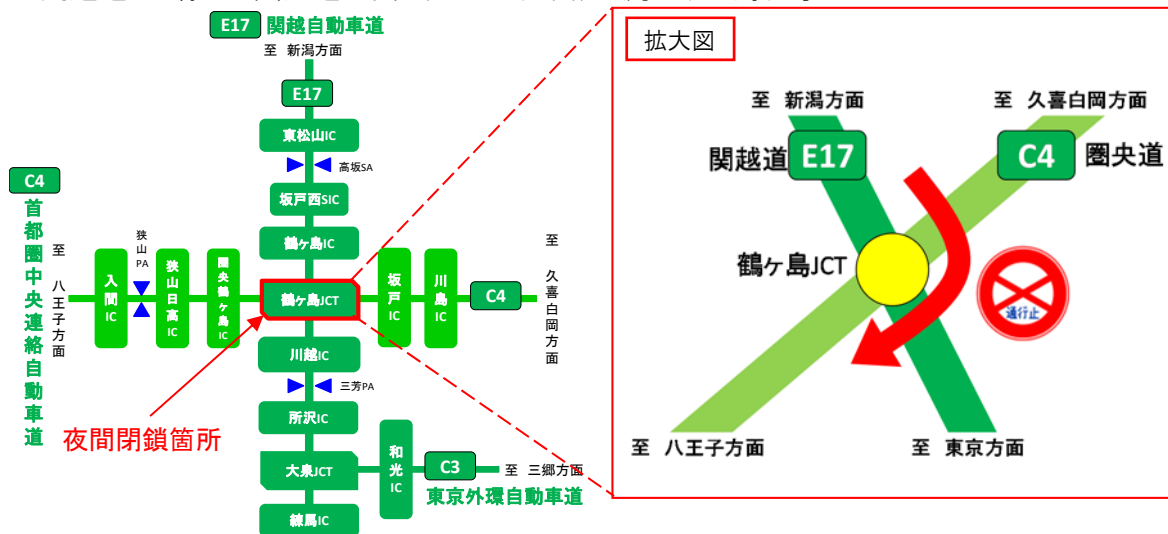 E17 関越自動車道
至 新潟方面
E17
東松山IC
高坂SA
坂戸西SIC
鶴ヶ島IC
C4
首都圏中央連絡自動車道
至 八王子方面
入間IC
狭山PA
狭山日高IC
圏央鶴ヶ島IC
鶴ヶ島JCT
坂戸IC
川島IC
C4
至 久喜白岡方面
川越IC
三芳PA
所沢IC
夜間閉鎖箇所
大泉JCT
和光IC
C3
至 三郷方面
東京外環自動車道
練馬IC
拡大図
至 新潟方面
至 久喜白岡方面
関越道 E17
C4 圏央道
鶴ヶ島JCT
通行止
至 八王子方面
至 東京方面